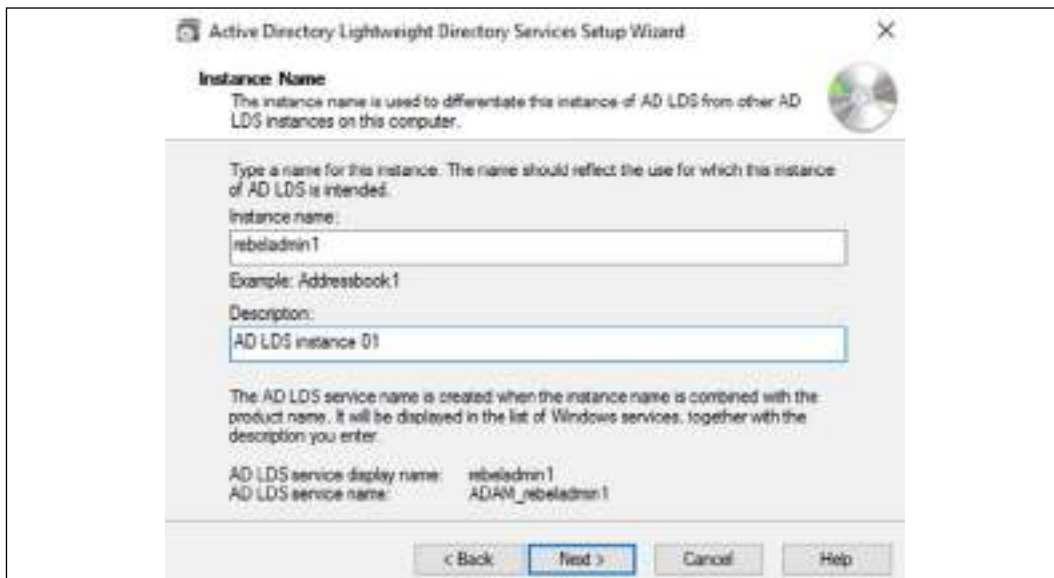 Active Directory Lightweight Directory Services Setup Wizard
Instance Name
The instance name is used to differentiate this instance of AD LDS from other AD
LDS instances on this computer.
Type a name for this instance. The name should reflect the use for which this instance
of AD LDS is intended.
Instance name:
rebeladmin1
Example: Addressbook1
Description:
AD LDS instance 01
The AD LDS service name is created when the instance name is combined with the
product name. It will be displayed in the list of Windows services, together with the
description you enter.
AD LDS service display name: rebeladmin1
AD LDS service name: ADAM_rebeladmin1
< Back Next > Cancel Help